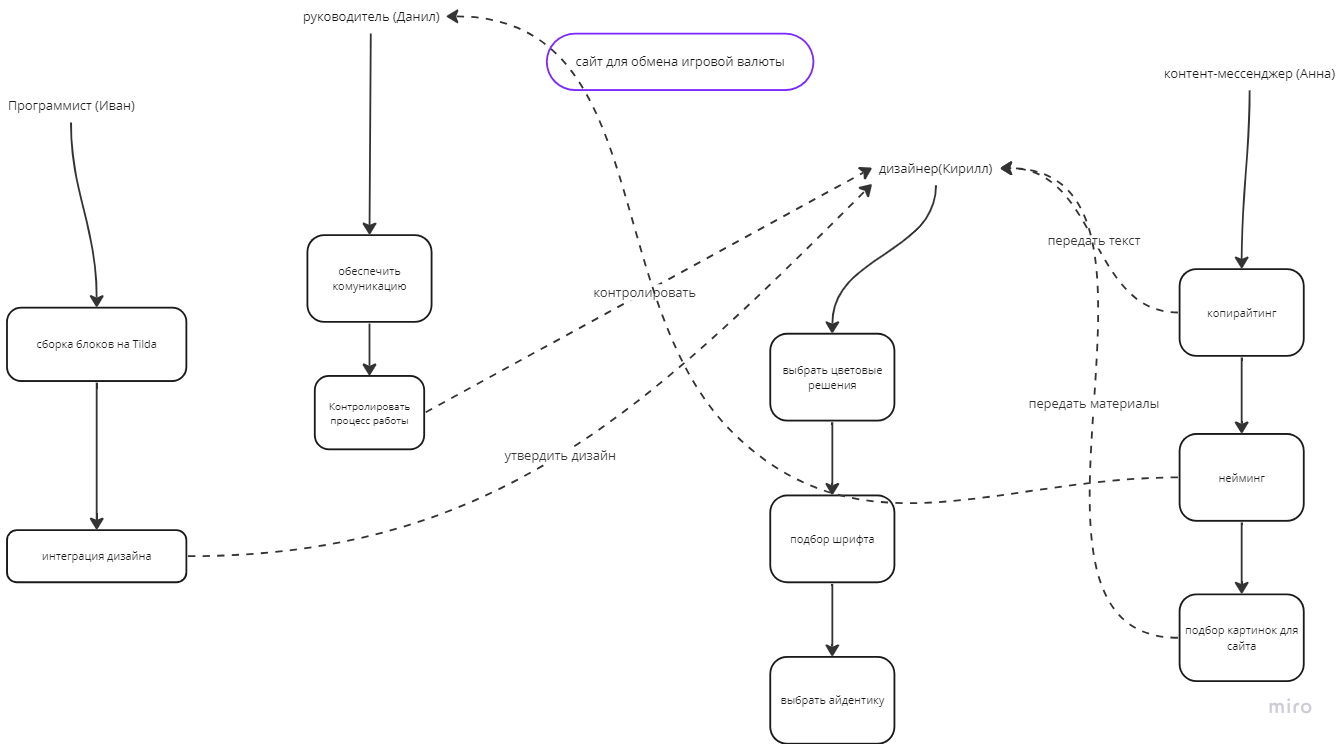 руководитель (Данил)
сайт для обмена игровой валюты
контент-мессенджер (Анна)
Программист (Иван)
дизайнер(Кирилл)
передать текст
обеспечить
комуникацию
контролировать
копирайтинг
сборка блоков на Tilda
выбрать цветовые
решения
Контролировать
процесс работы
передать материалы
утвердить дизайн
нейминг
интеграция дизайна
подбор шрифта
подбор картинок для
сайта
выбрать айдентику
miro